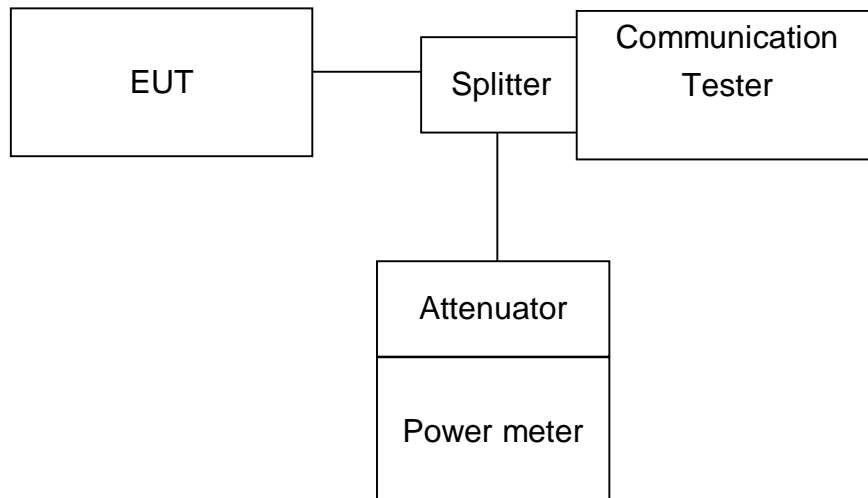 EUT
Splitter
Communication
Tester
Attenuator
Power meter